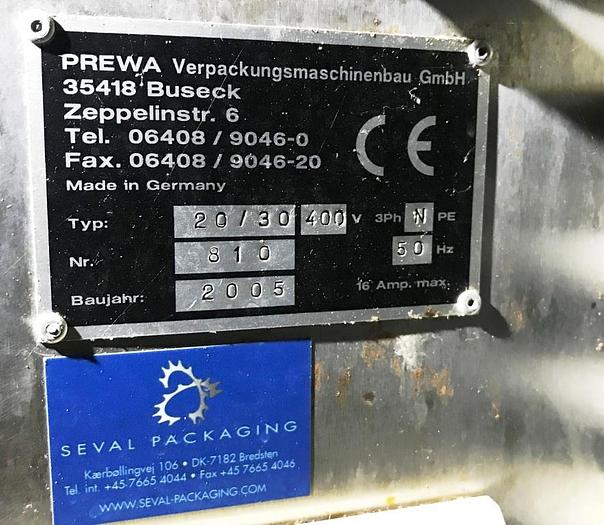 PREWA Verpackungsmaschinenbau GmbH
35418 Buseck
Zeppelinstr. 6
Tel. 06408 / 9046-0
Fax. 06408 / 9046-20
CE
Made in Germany
Typ: 20/30 400 V 3Ph N PE
Nr. 810 50 Hz
Baujahr: 2005 16 Amp. max.
SEVAL PACKAGING
Kærbøllingvej 106 • DK-7182 Bredsten
Tel. int. +45-7665 4044 • Fax +45 7665 4046
WWW.SEVAL-PACKAGING.COM